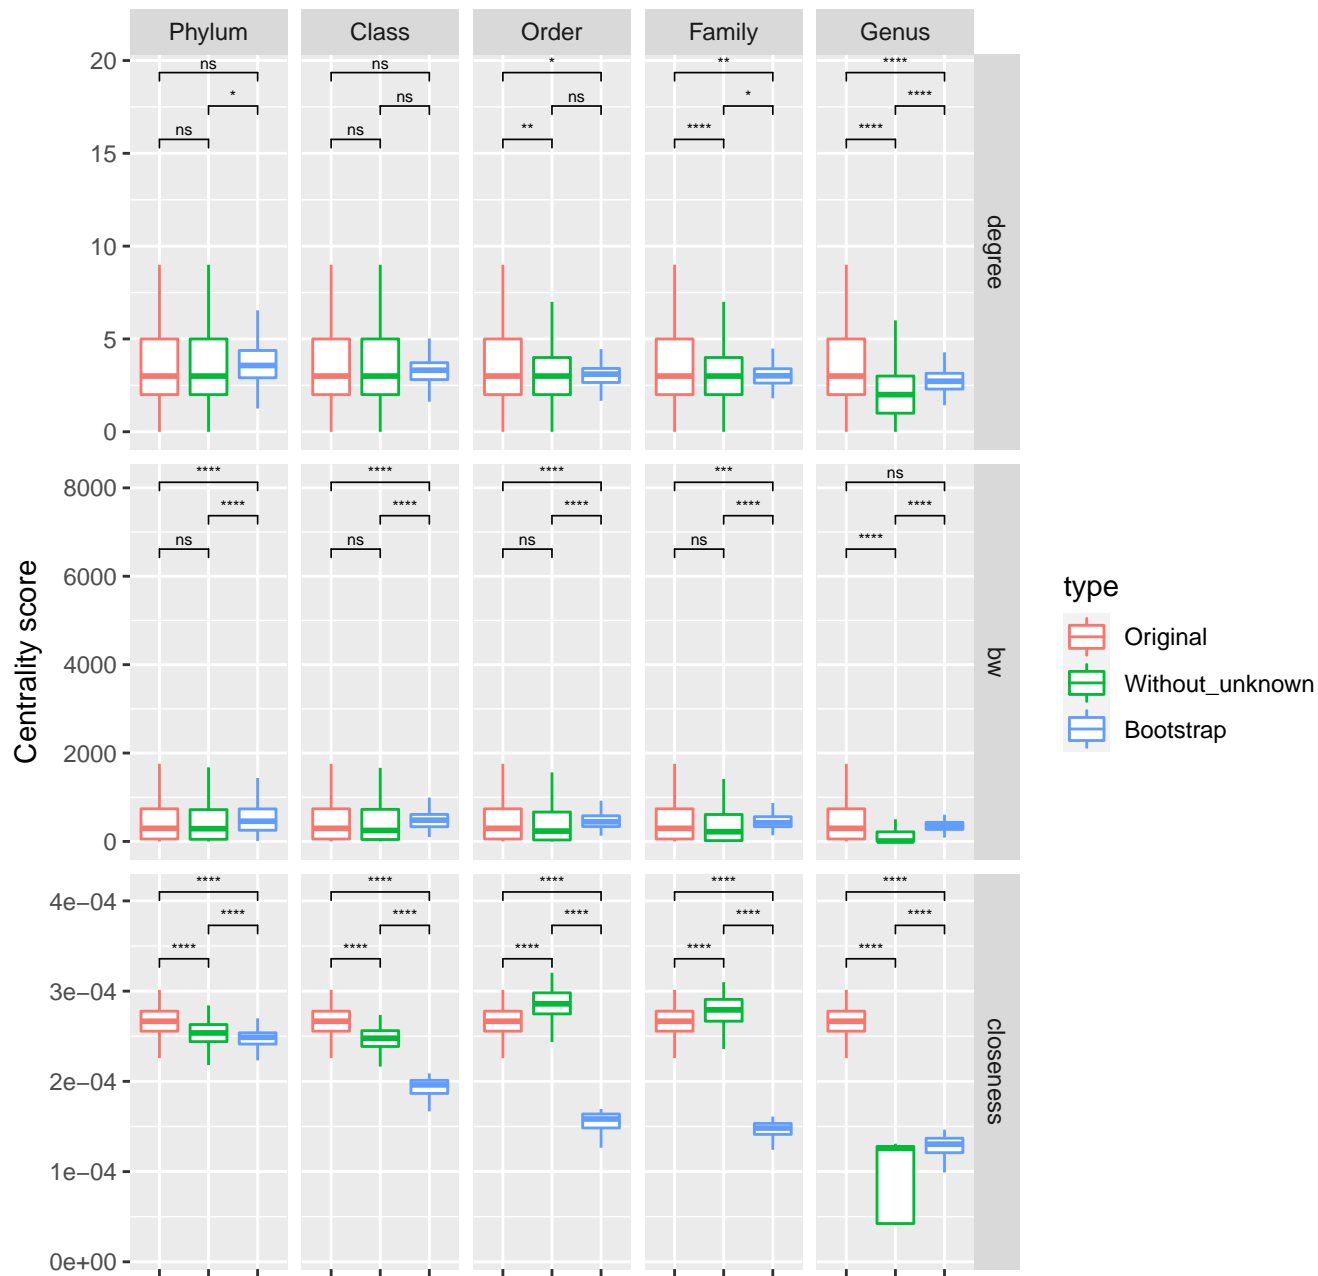 Phylum Class Order Family Genus
20
15
10
5
0
ns ns * ** ****
* ns ns * ****
ns ns ** **** ****
degree
8000
6000
4000
2000
0
**** **** **** *** ns
**** **** **** **** ****
ns ns ns ns ****
bw
4e−04
3e−04
2e−04
1e−04
0e+00
**** **** **** **** ****
**** **** **** **** ****
**** **** **** **** ****
closeness
Centrality score
type
Original
Without_unknown
Bootstrap